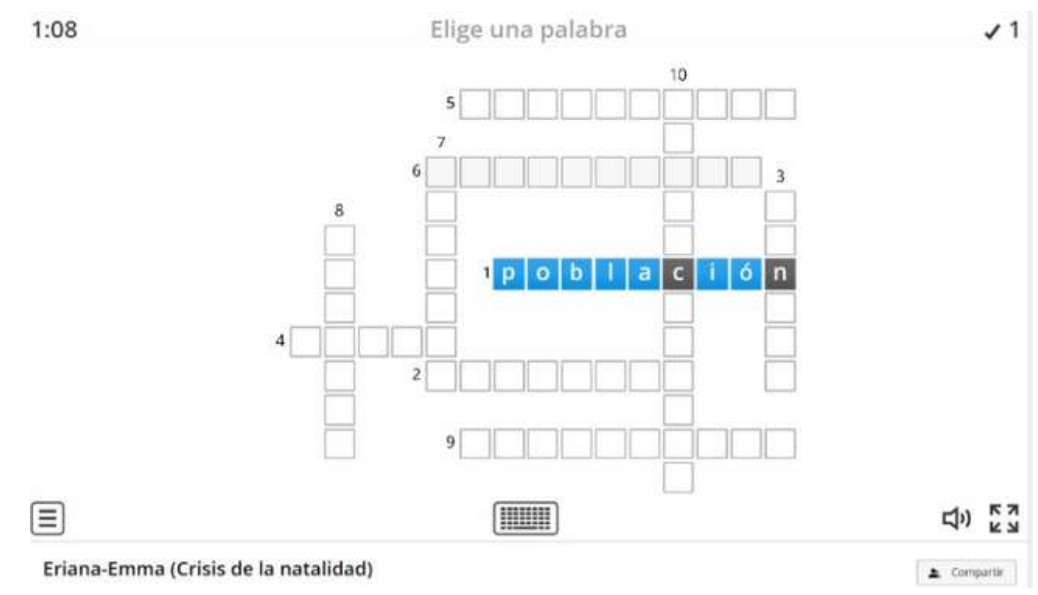 1:08 Elige una palabra ✓ 1
10
5
7
6
3
8
1 población
4
2
9
Eriana-Emma (Crisis de la natalidad)
Compartir